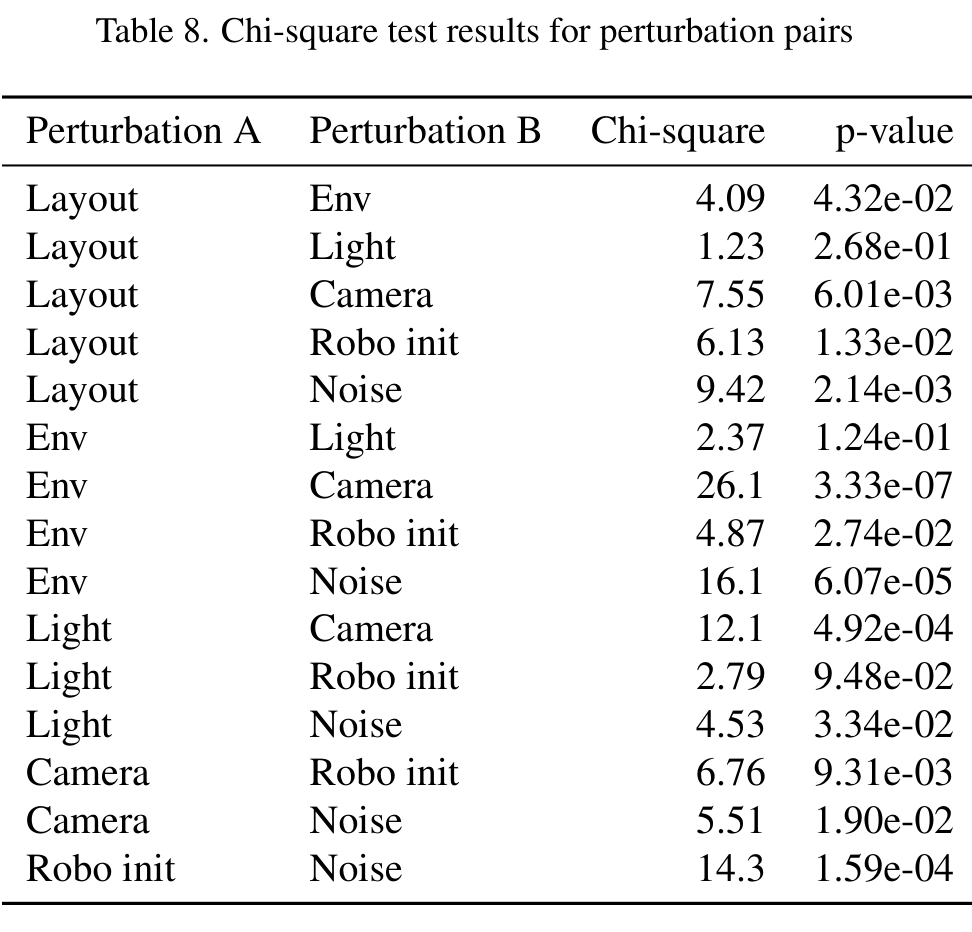 Table 8. Chi-square test results for perturbation pairs
Perturbation A Perturbation B Chi-square p-value
Layout Env 4.09 4.32e-02
Layout Light 1.23 2.68e-01
Layout Camera 7.55 6.01e-03
Layout Robo init 6.13 1.33e-02
Layout Noise 9.42 2.14e-03
Env Light 2.37 1.24e-01
Env Camera 26.1 3.33e-07
Env Robo init 4.87 2.74e-02
Env Noise 16.1 6.07e-05
Light Camera 12.1 4.92e-04
Light Robo init 2.79 9.48e-02
Light Noise 4.53 3.34e-02
Camera Robo init 6.76 9.31e-03
Camera Noise 5.51 1.90e-02
Robo init Noise 14.3 1.59e-04